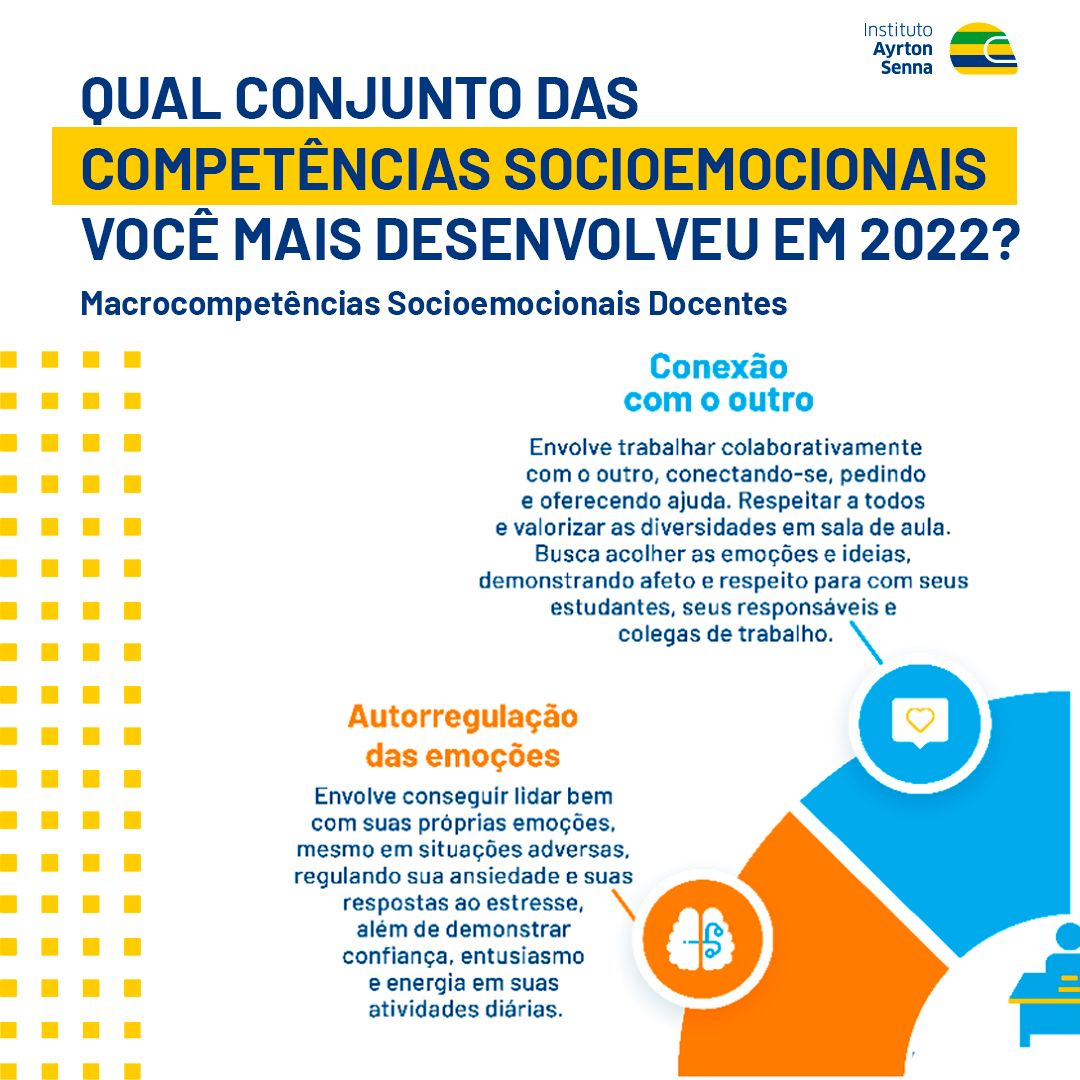 Instituto
Ayrton
Senna
QUAL CONJUNTO DAS
COMPETÊNCIAS SOCIOEMOCIONAIS
VOCÊ MAIS DESENVOLVEU EM 2022?
Macrocompetências Socioemocionais Docentes
Conexão
com o outro
Envolve trabalhar colaborativamente
com o outro, conectando-se, pedindo
e oferecendo ajuda. Respeitar a todos
e valorizar as diversidades em sala de aula.
Busca acolher as emoções e ideias,
demonstrando afeto e respeito para com seus
estudantes, seus responsáveis e
colegas de trabalho.
Autorregulação
das emoções
Envolve conseguir lidar bem
com suas próprias emoções,
mesmo em situações adversas,
regulando sua ansiedade e suas
respostas ao estresse,
além de demonstrar
confiança, entusiasmo
e energia em suas
atividades diárias.